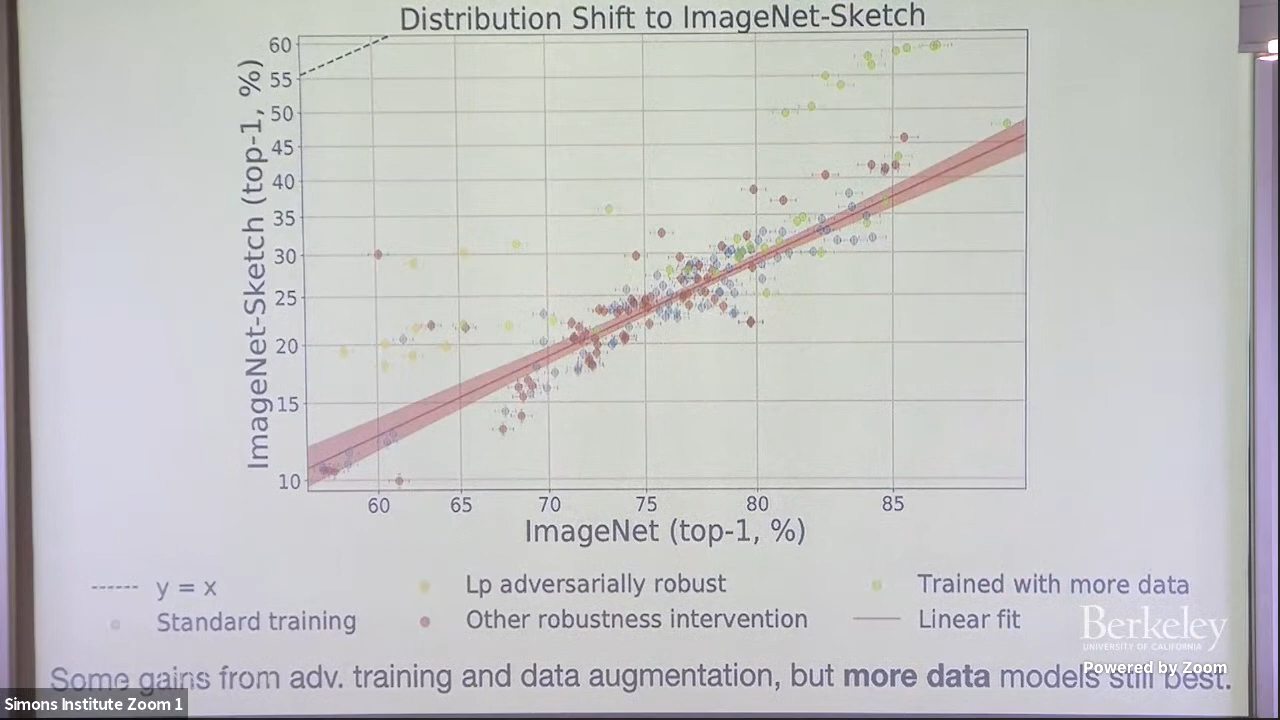 Distribution Shift to ImageNet-Sketch
60
55
50
45
40
35
30
25
20
15
10
ImageNet-Sketch (top-1, %)
60 65 70 75 80 85
ImageNet (top-1, %)
y = x
Lp adversarially robust
Trained with more data
Standard training
Other robustness intervention
Linear fit
Berkeley
UNIVERSITY OF CALIFORNIA
Powered by Zoom
Some gains from adv. training and data augmentation, but more data models still best.
Simons Institute Zoom 1